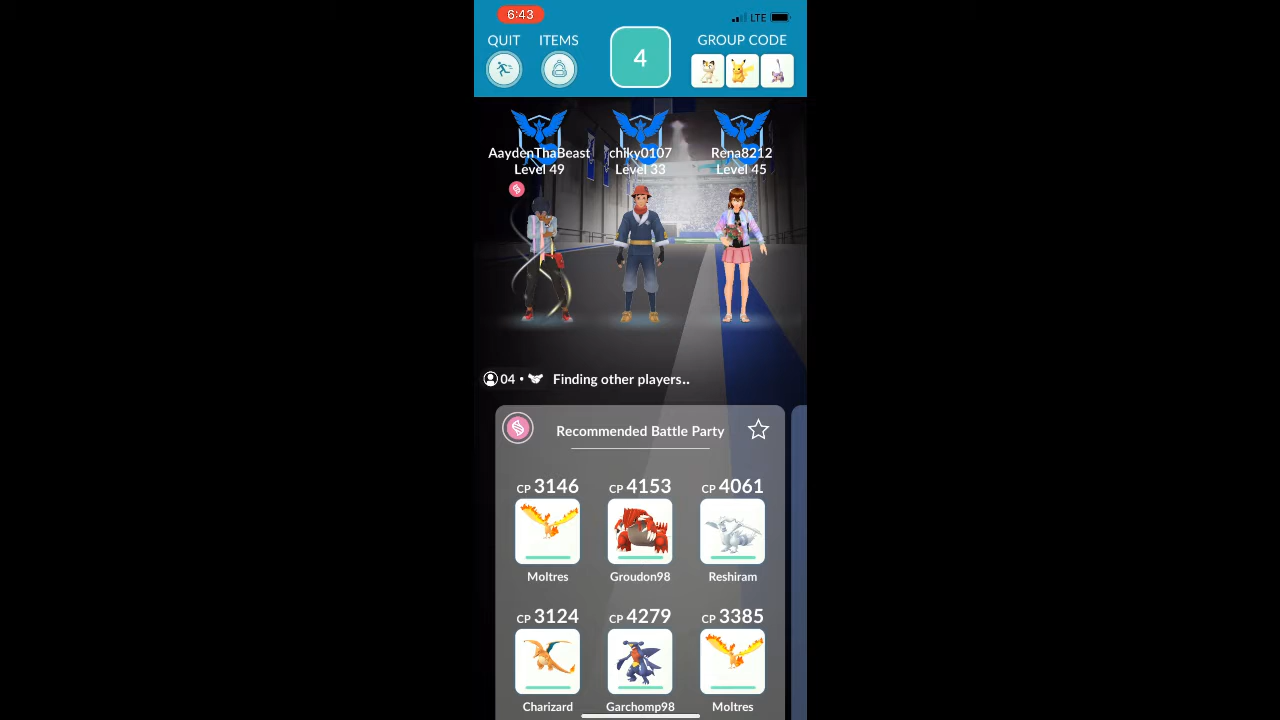 6:43
LTE
QUIT ITEMS 4 GROUP CODE
AaydenThaBeast chiky0107 Rena8212
Level 49 Level 33 Level 45
04 • Finding other players..
Recommended Battle Party
CP 3146 CP 4153 CP 4061
Moltres Groudon98 Reshiram
CP 3124 CP 4279 CP 3385
Charizard Garchomp98 Moltres